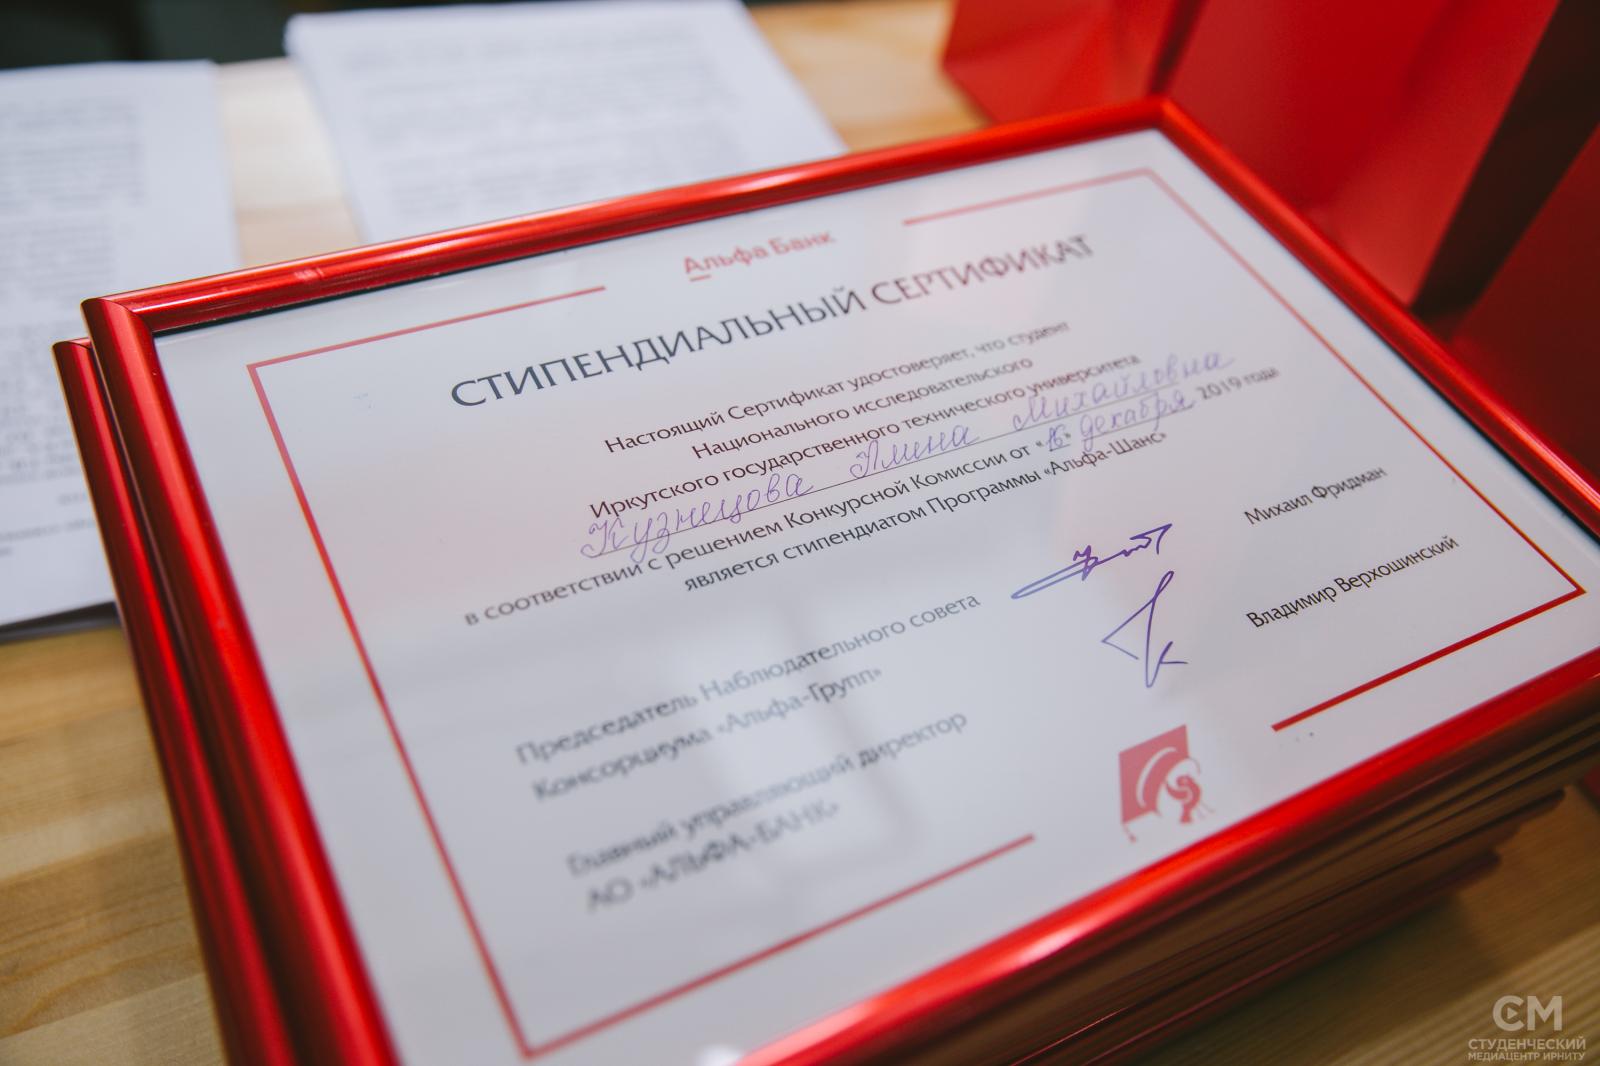 Альфа Банк
СТИПЕНДИАЛЬНЫЙ СЕРТИФИКАТ
Настоящий Сертификат удостоверяет, что студент
Национального исследовательского
Иркутского государственного технического университета
Кузнецова Алина Михайловна
в соответствии с решением Конкурсной Комиссии от «16» декабря 2019 года
является стипендиатом Программы «Альфа-Шанс»
Председатель Наблюдательного совета
Консорциума «Альфа-Групп»
Михаил Фридман
Главный управляющий директор
АО «АЛЬФА-БАНК»
Владимир Верхошинский
СМ
СТУДЕНЧЕСКИЙ
МЕДИАЦЕНТР ИРНИТУ